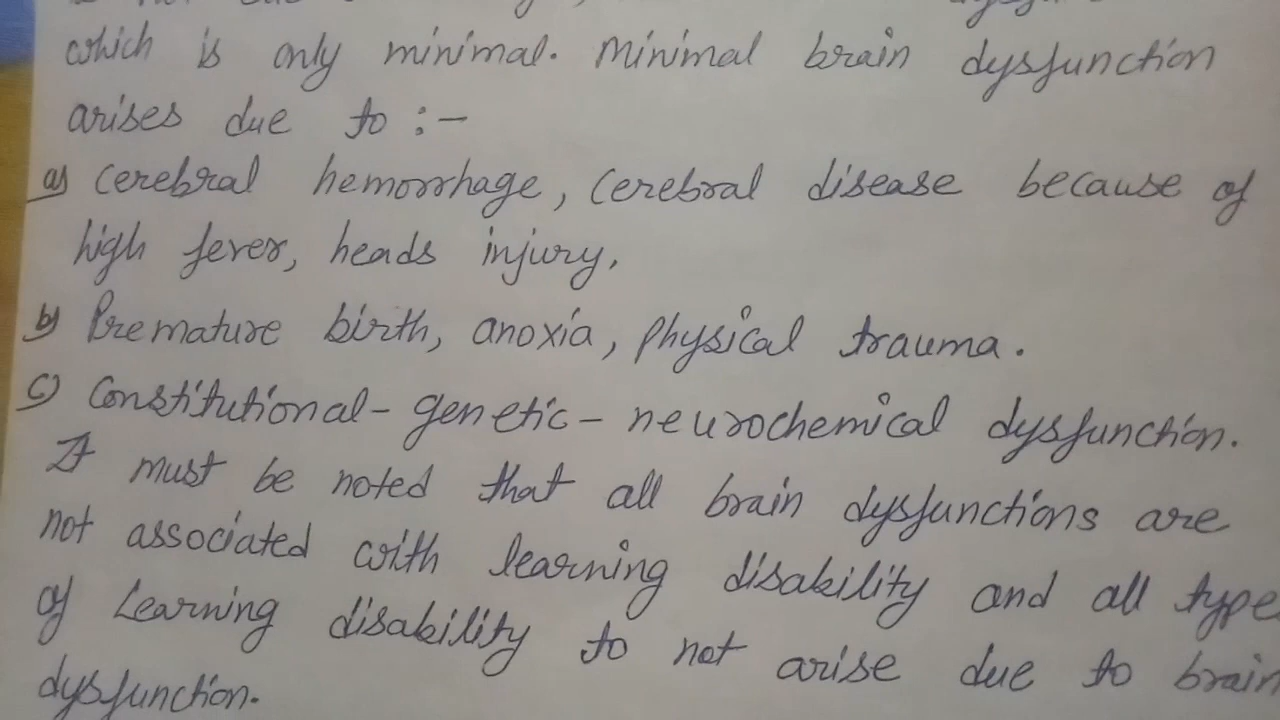 which is only minimal. Minimal brain dysfunction
arises due to :-
a) Cerebral hemorrhage, Cerebral disease because of
high fever, heads injury,
b) Premature birth, anoxia, physical trauma.
c) Constitutional- genetic- neurochemical dysfunction.
It must be noted that all brain dysfunctions are
not associated with learning disability and all type
of Learning disability to not arise due to brain
dysfunction.